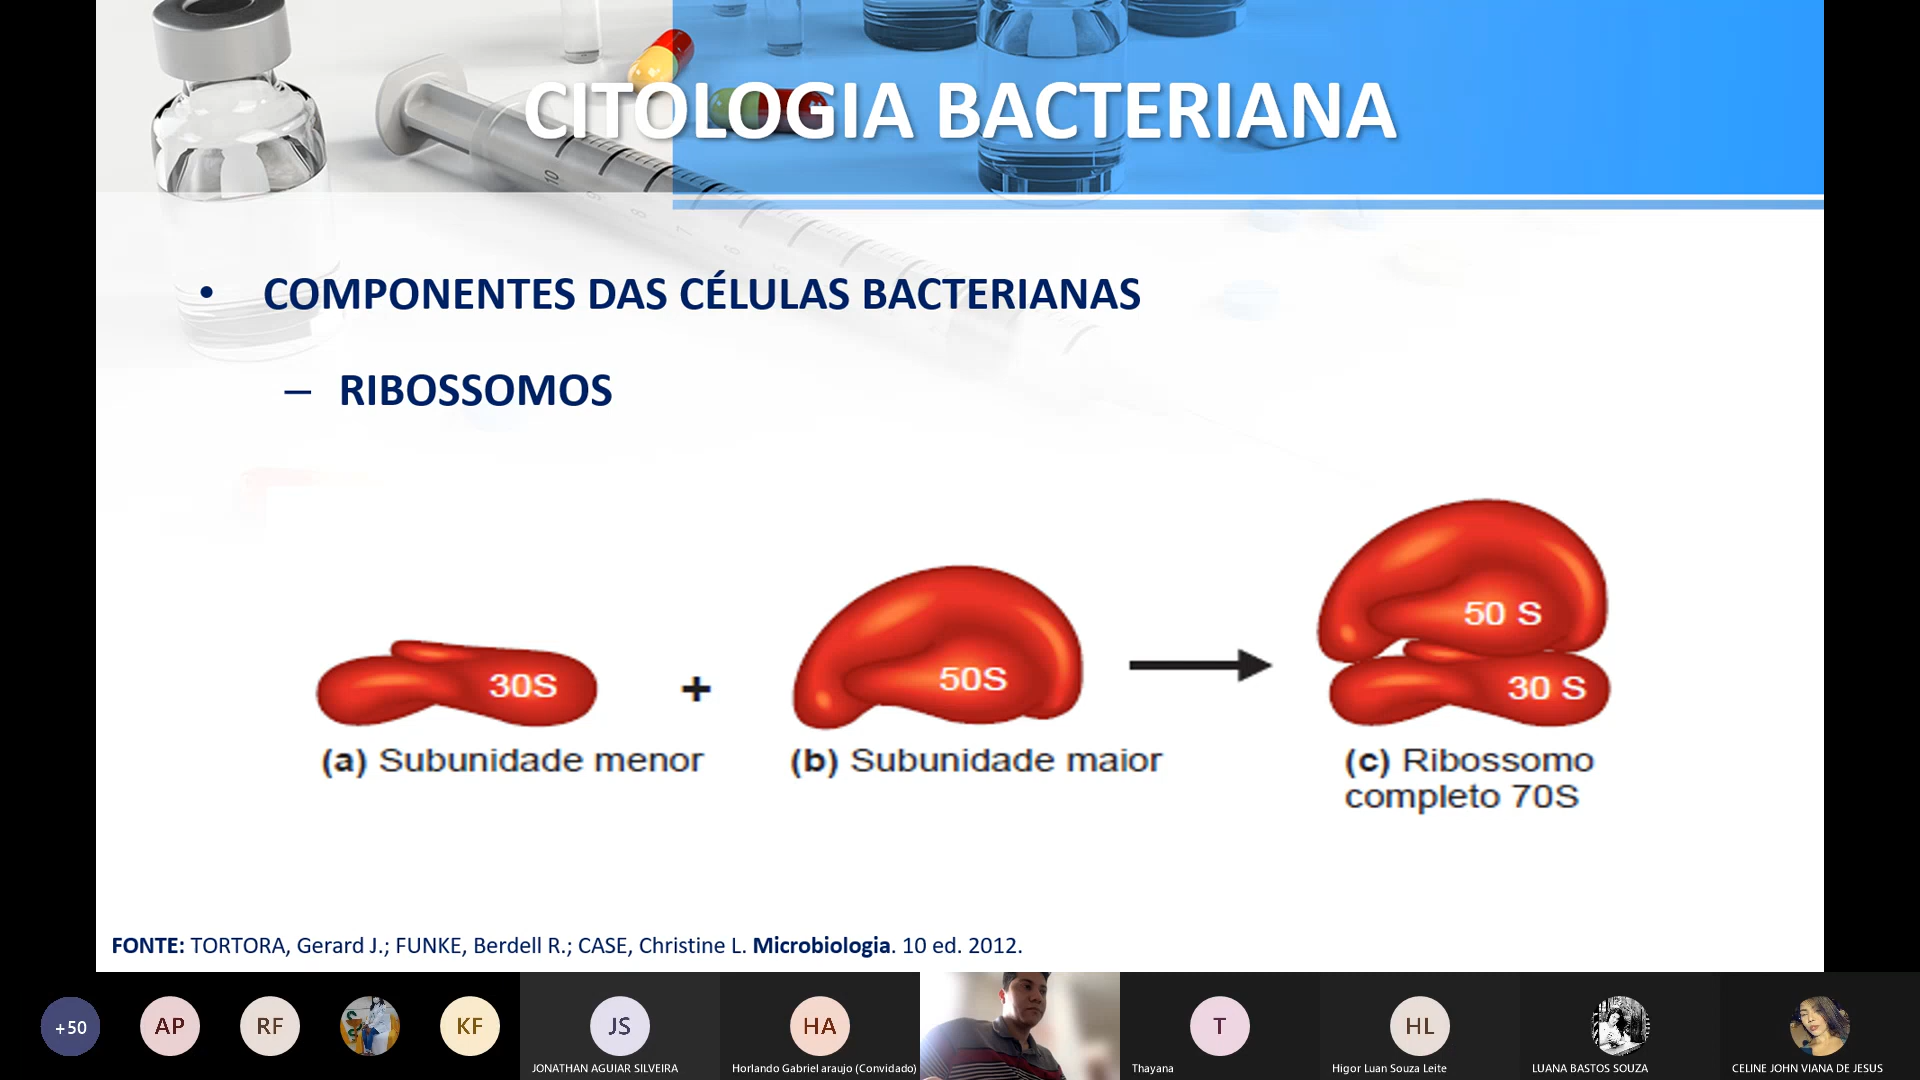 CITOLOGIA BACTERIANA
• COMPONENTES DAS CÉLULAS BACTERIANAS
– RIBOSSOMOS
30S
+
50S
50 S
30 S
(a) Subunidade menor
(b) Subunidade maior
(c) Ribossomo
completo 70S
FONTE: TORTORA, Gerard J.; FUNKE, Berdell R.; CASE, Christine L. Microbiologia. 10 ed. 2012.
+50
AP
RF
KF
JS
JONATHAN AGUIAR SILVEIRA
HA
Horlando Gabriel araujo (Convidado)
T
Thayana
HL
Higor Luan Souza Leite
LUANA BASTOS SOUZA
CELINE JOHN VIANA DE JESUS